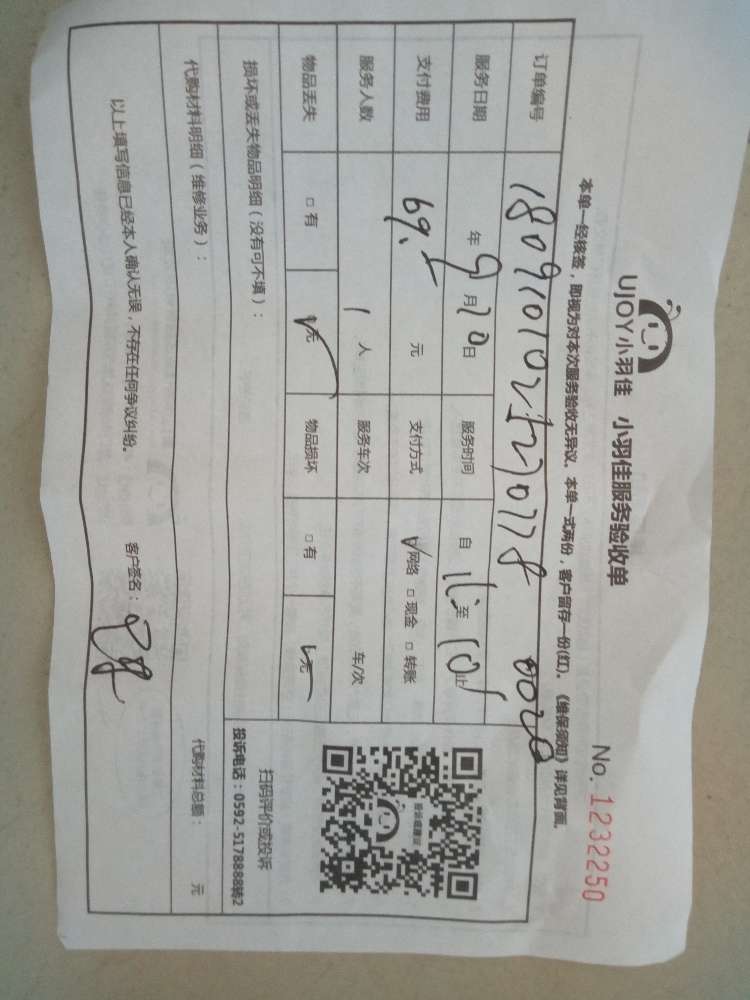 UJOY小羽佳 小羽佳服务验收单
No. 1232250
本单一经核签，即视为对本次服务验收无异议。本单一式两份，客户留存一份(红)。《维保须知》详见背面。
订单编号
服务日期 年 9 月 10 日 服务时间 自 至 止
支付费用 69. 元 支付方式 √网络 □ 现金 □ 转账
服务人数 1 人 服务车次 车/次
物品丢失 □ 有 √无 物品损坏 □ 有 √无
损坏或丢失物品明细（没有可不填）：
扫码评价或投诉
投诉电话：0592-5178888转2
代购材料明细（维修业务）： 代购材料总额： 元
以上填写信息已经本人确认无误，不存在任何争议纠纷。 客户签名：